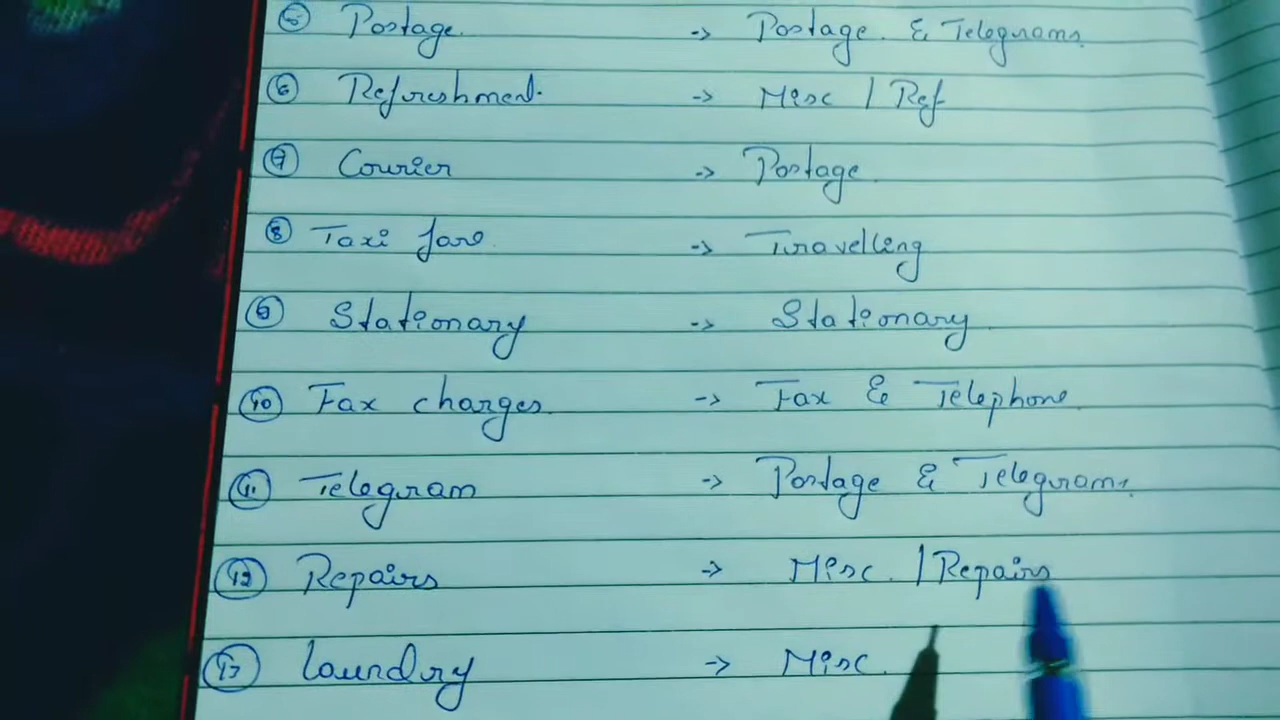 5 Postage. -> Postage & Telegrams.
6 Refreshment. -> Misc / Ref
7 Courier -> Postage.
8 Taxi fare. -> Travelling
9 Stationary -> Stationary.
10 Fax charges. -> Fax & Telephone.
11 Telegram -> Postage & Telegrams.
12 Repairs -> Misc. / Repairs
13 Laundry -> Misc.